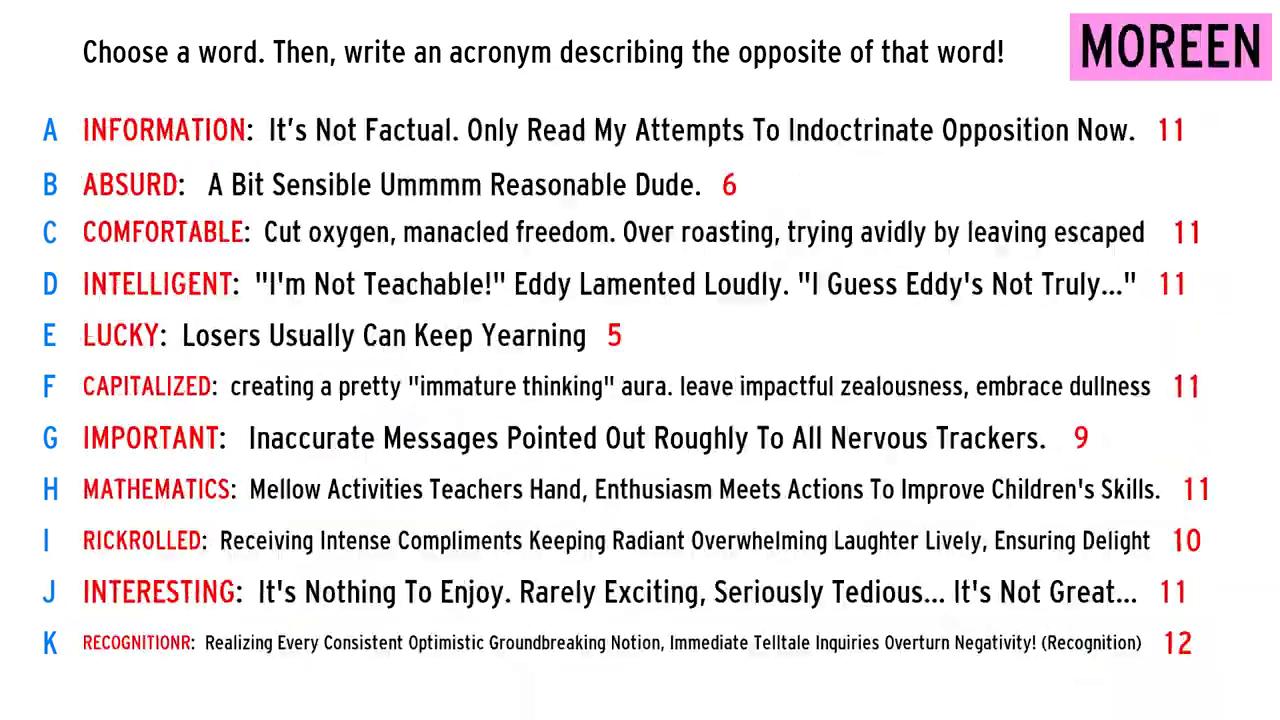 Choose a word. Then, write an acronym describing the opposite of that word!
MOREEN
A INFORMATION: It’s Not Factual. Only Read My Attempts To Indoctrinate Opposition Now. 11
B ABSURD: A Bit Sensible Ummmm Reasonable Dude. 6
C COMFORTABLE: Cut oxygen, manacled freedom. Over roasting, trying avidly by leaving escaped 11
D INTELLIGENT: "I'm Not Teachable!" Eddy Lamented Loudly. "I Guess Eddy's Not Truly..." 11
E LUCKY: Losers Usually Can Keep Yearning 5
F CAPITALIZED: creating a pretty "immature thinking" aura. leave impactful zealousness, embrace dullness 11
G IMPORTANT: Inaccurate Messages Pointed Out Roughly To All Nervous Trackers. 9
H MATHEMATICS: Mellow Activities Teachers Hand, Enthusiasm Meets Actions To Improve Children's Skills. 11
I RICKROLLED: Receiving Intense Compliments Keeping Radiant Overwhelming Laughter Lively, Ensuring Delight 10
J INTERESTING: It's Nothing To Enjoy. Rarely Exciting, Seriously Tedious... It's Not Great... 11
K RECOGNITIONR: Realizing Every Consistent Optimistic Groundbreaking Notion, Immediate Telltale Inquiries Overturn Negativity! (Recognition) 12